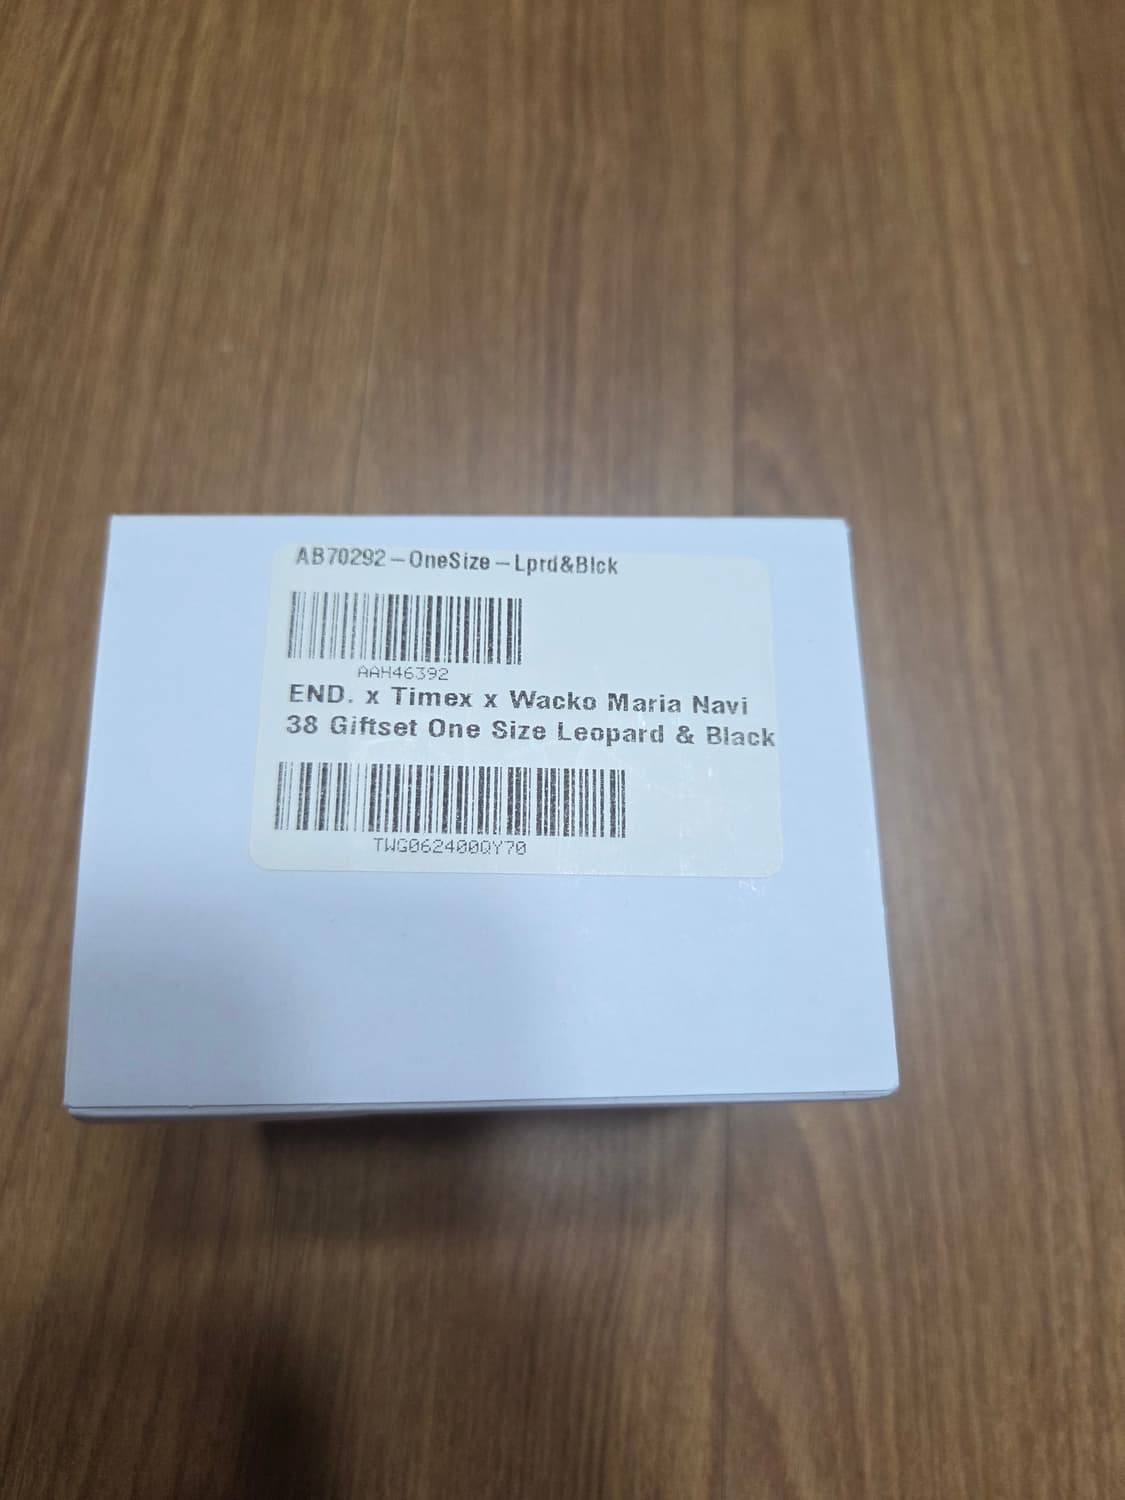 AB70292-OneSize-Lprd&Blck
AAH46392
END. x Timex x Wacko Maria Navi
38 Giftset One Size Leopard & Black
TWG062400QY70